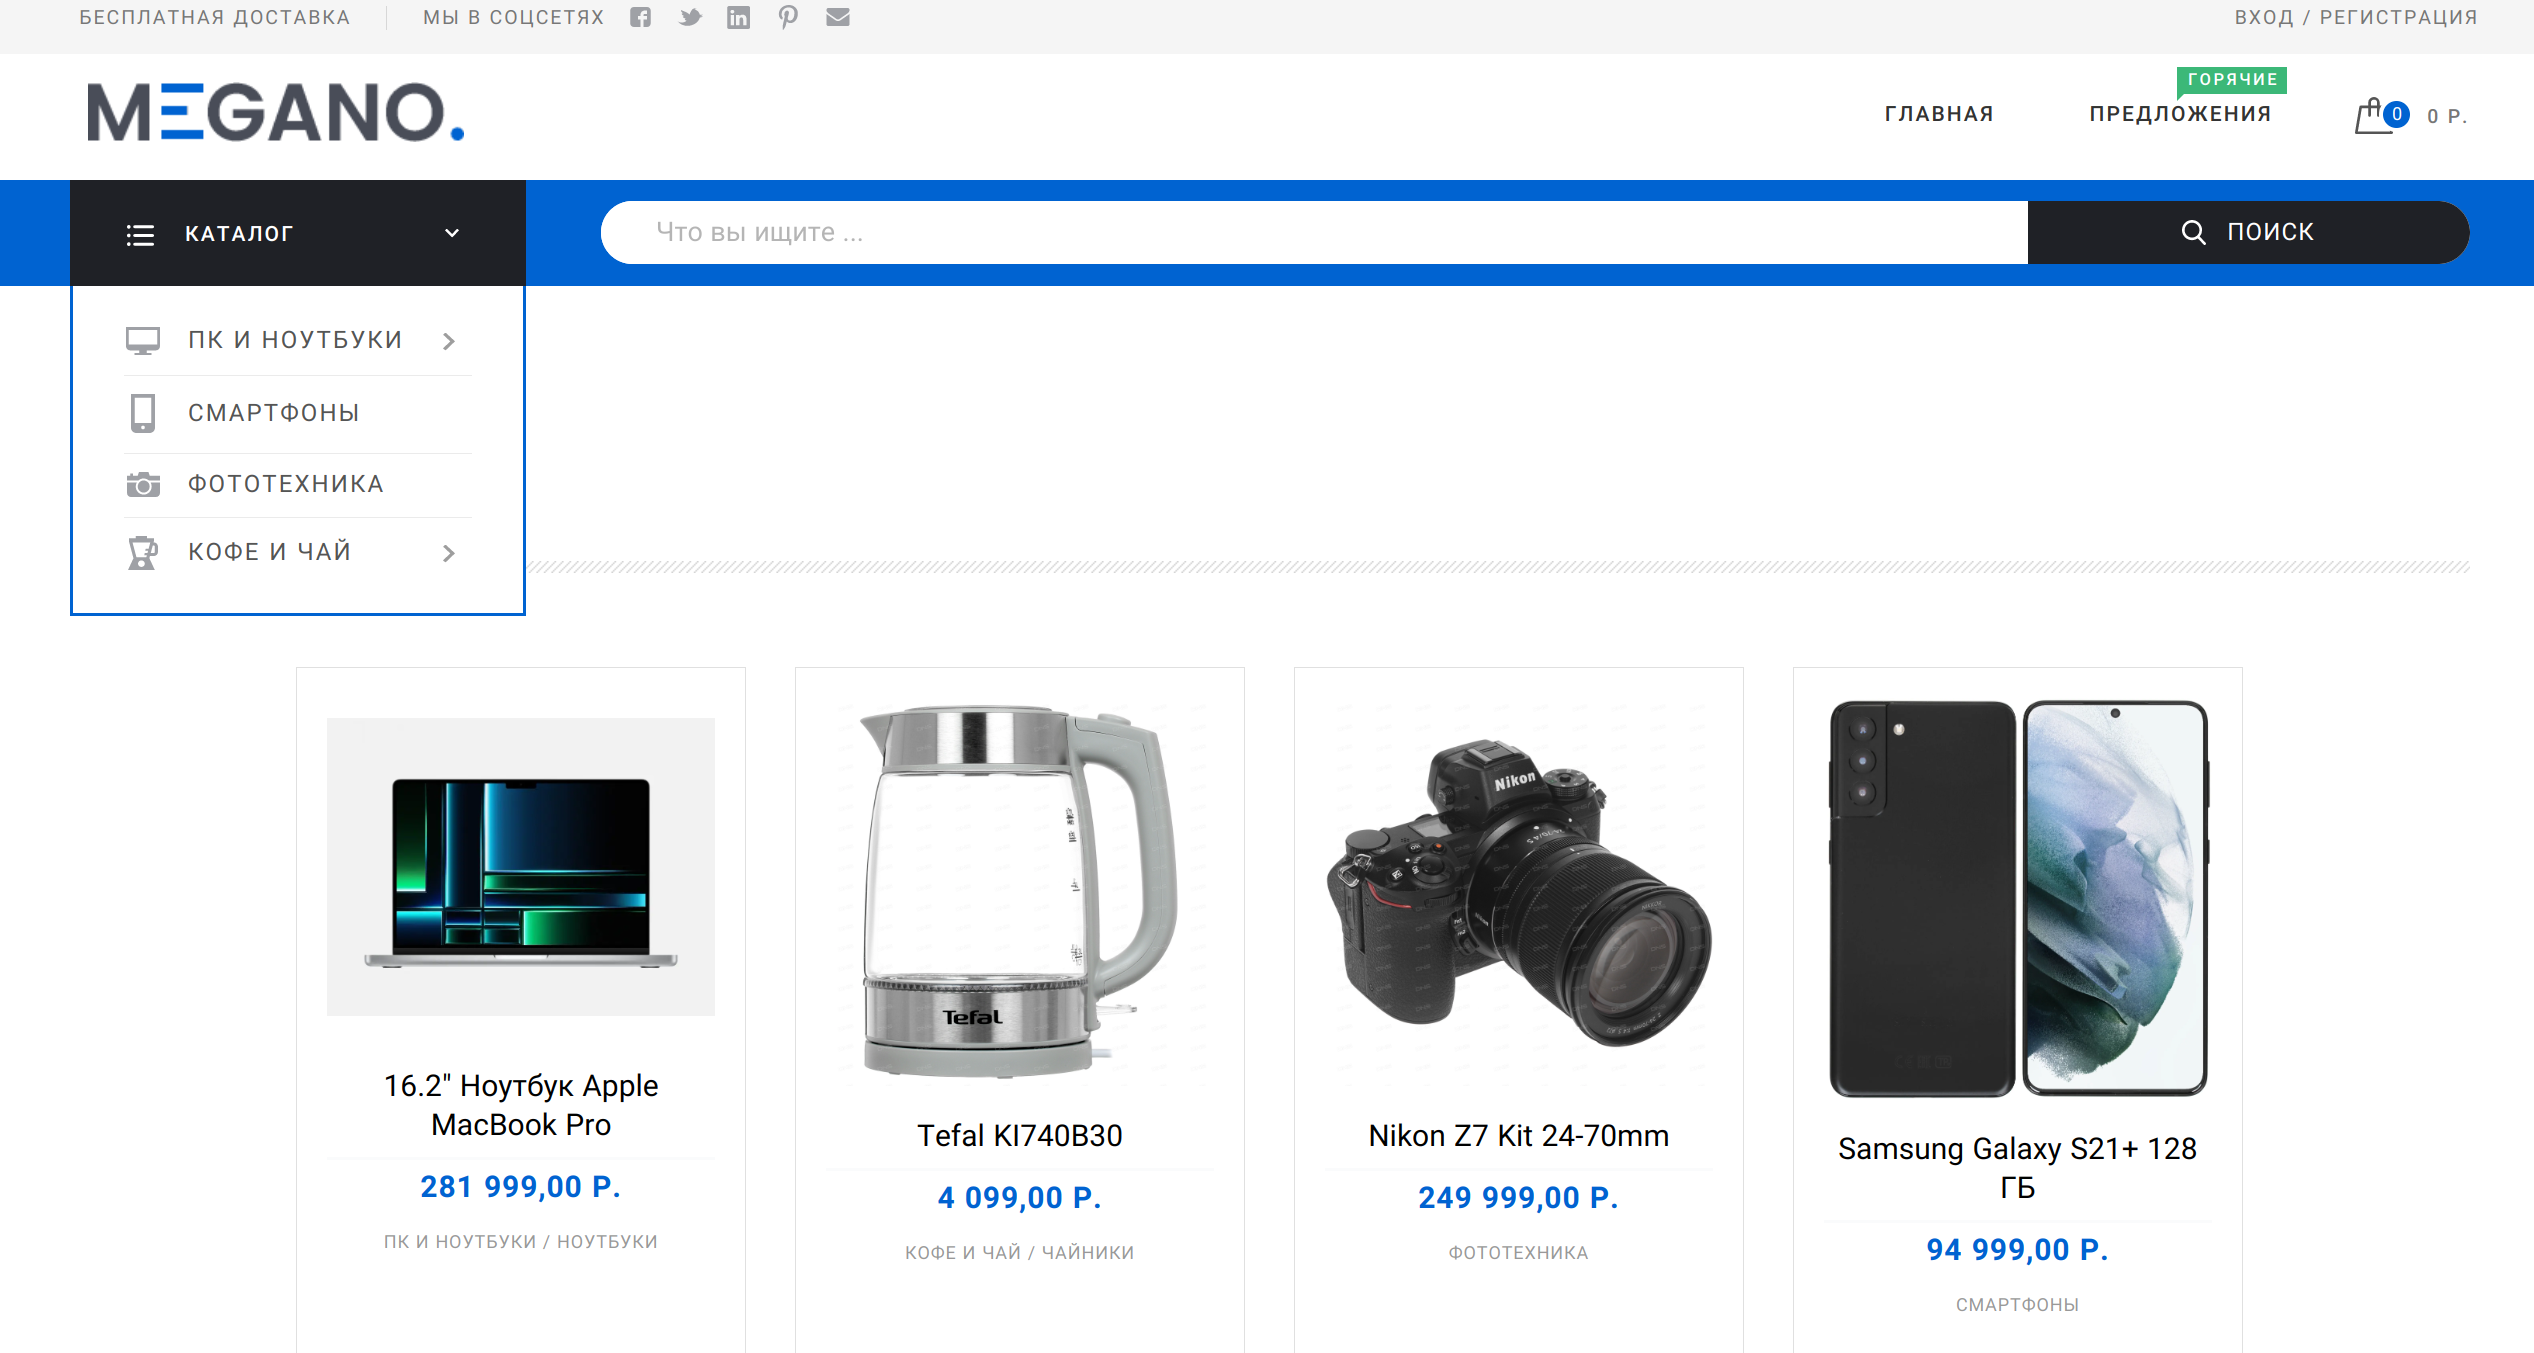 БЕСПЛАТНАЯ ДОСТАВКА
МЫ В СОЦСЕТЯХ
ВХОД / РЕГИСТРАЦИЯ
MEGANO.
ГЛАВНАЯ
ГОРЯЧИЕ
ПРЕДЛОЖЕНИЯ
0
0 Р.
КАТАЛОГ
Что вы ищите ...
ПОИСК
ПК И НОУТБУКИ
СМАРТФОНЫ
ФОТОТЕХНИКА
КОФЕ И ЧАЙ
Tefal
Nikon
16.2" Ноутбук Apple
MacBook Pro
281 999,00 Р.
ПК И НОУТБУКИ / НОУТБУКИ
Tefal KI740B30
4 099,00 Р.
КОФЕ И ЧАЙ / ЧАЙНИКИ
Nikon Z7 Kit 24-70mm
249 999,00 Р.
ФОТОТЕХНИКА
Samsung Galaxy S21+ 128
ГБ
94 999,00 Р.
СМАРТФОНЫ